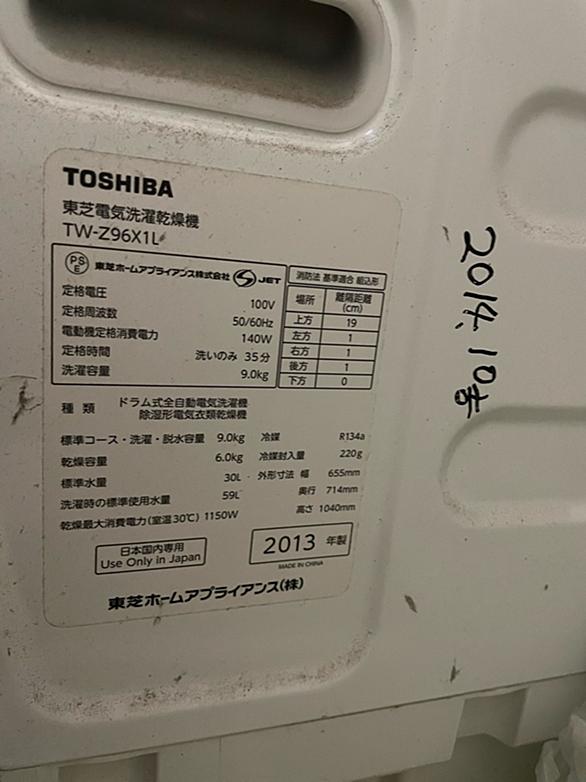 TOSHIBA
東芝電気洗濯乾燥機
TW-Z96X1L
PS E 東芝ホームアプライアンス株式会社 S JET
定格電圧 100V
定格周波数 50/60Hz
電動機定格消費電力 140W
定格時間 洗いのみ 35分
洗濯容量 9.0kg
消防法 基準適合 組込形
場所 離隔距離(cm)
上方 19
左方 1
右方 1
後方 1
下方 0
種類 ドラム式全自動電気洗濯機
除湿形電気衣類乾燥機
標準コース・洗濯・脱水容量 9.0kg
乾燥容量 6.0kg
標準水量 30L
洗濯時の標準使用水量 59L
乾燥最大消費電力(室温30℃) 1150W
冷媒 R134a
冷媒封入量 220g
外形寸法 幅 655mm
奥行 714mm
高さ 1040mm
日本国内専用
Use Only in Japan
2013 年製
MADE IN CHINA
東芝ホームアプライアンス(株)
2014.10